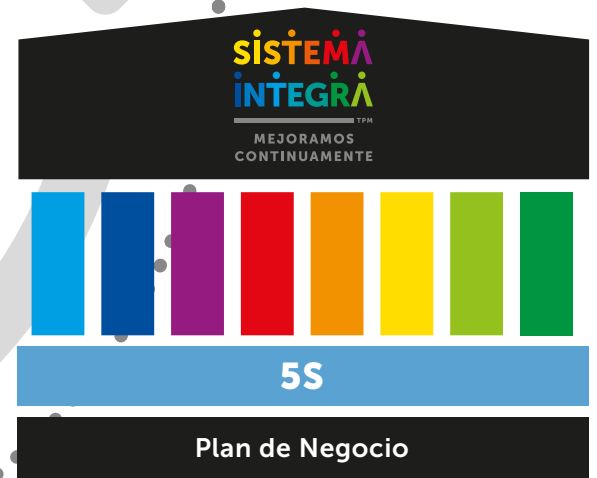 SISTEMA
INTEGRA
TPM
MEJORAMOS
CONTINUAMENTE
5S
Plan de Negocio